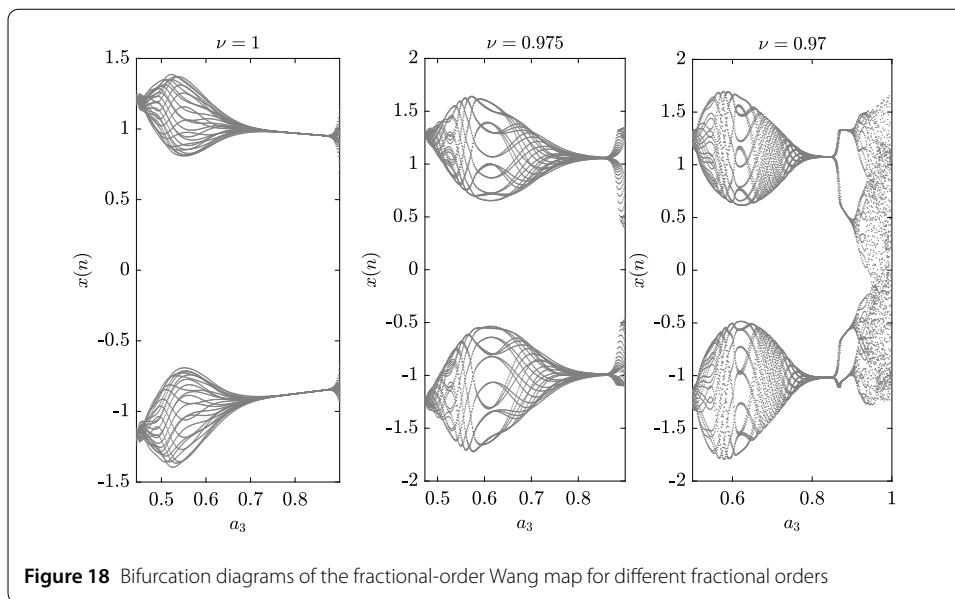 ν = 1
1.5
1
0.5
0
-0.5
-1
-1.5
x(n)
0.5 0.6 0.7 0.8
a₃
ν = 0.975
2
1.5
1
0.5
0
-0.5
-1
-1.5
-2
x(n)
0.5 0.6 0.7 0.8
a₃
ν = 0.97
2
1.5
1
0.5
0
-0.5
-1
-1.5
-2
x(n)
0.6 0.8 1
a₃
Figure 18 Bifurcation diagrams of the fractional-order Wang map for different fractional orders